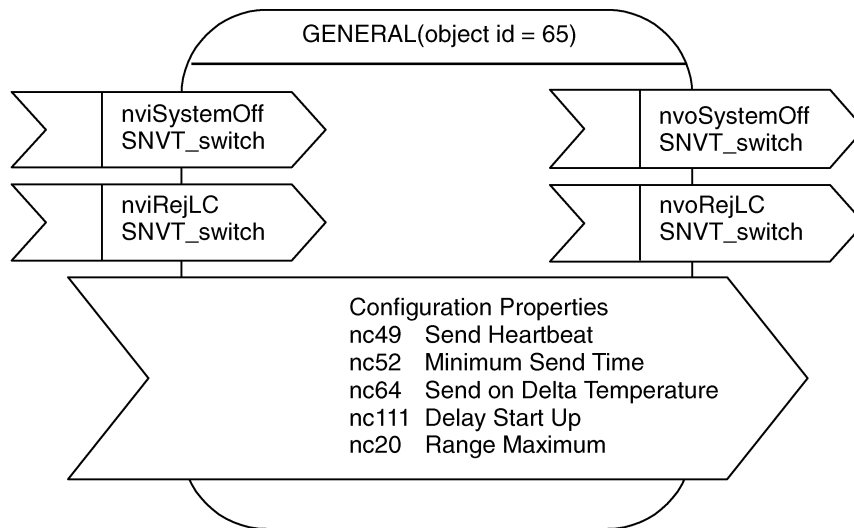 GENERAL(object id = 65)
nviSystemOff
SNVT_switch
nvoSystemOff
SNVT_switch
nviRejLC
SNVT_switch
nvoRejLC
SNVT_switch
Configuration Properties
nc49 Send Heartbeat
nc52 Minimum Send Time
nc64 Send on Delta Temperature
nc111 Delay Start Up
nc20 Range Maximum